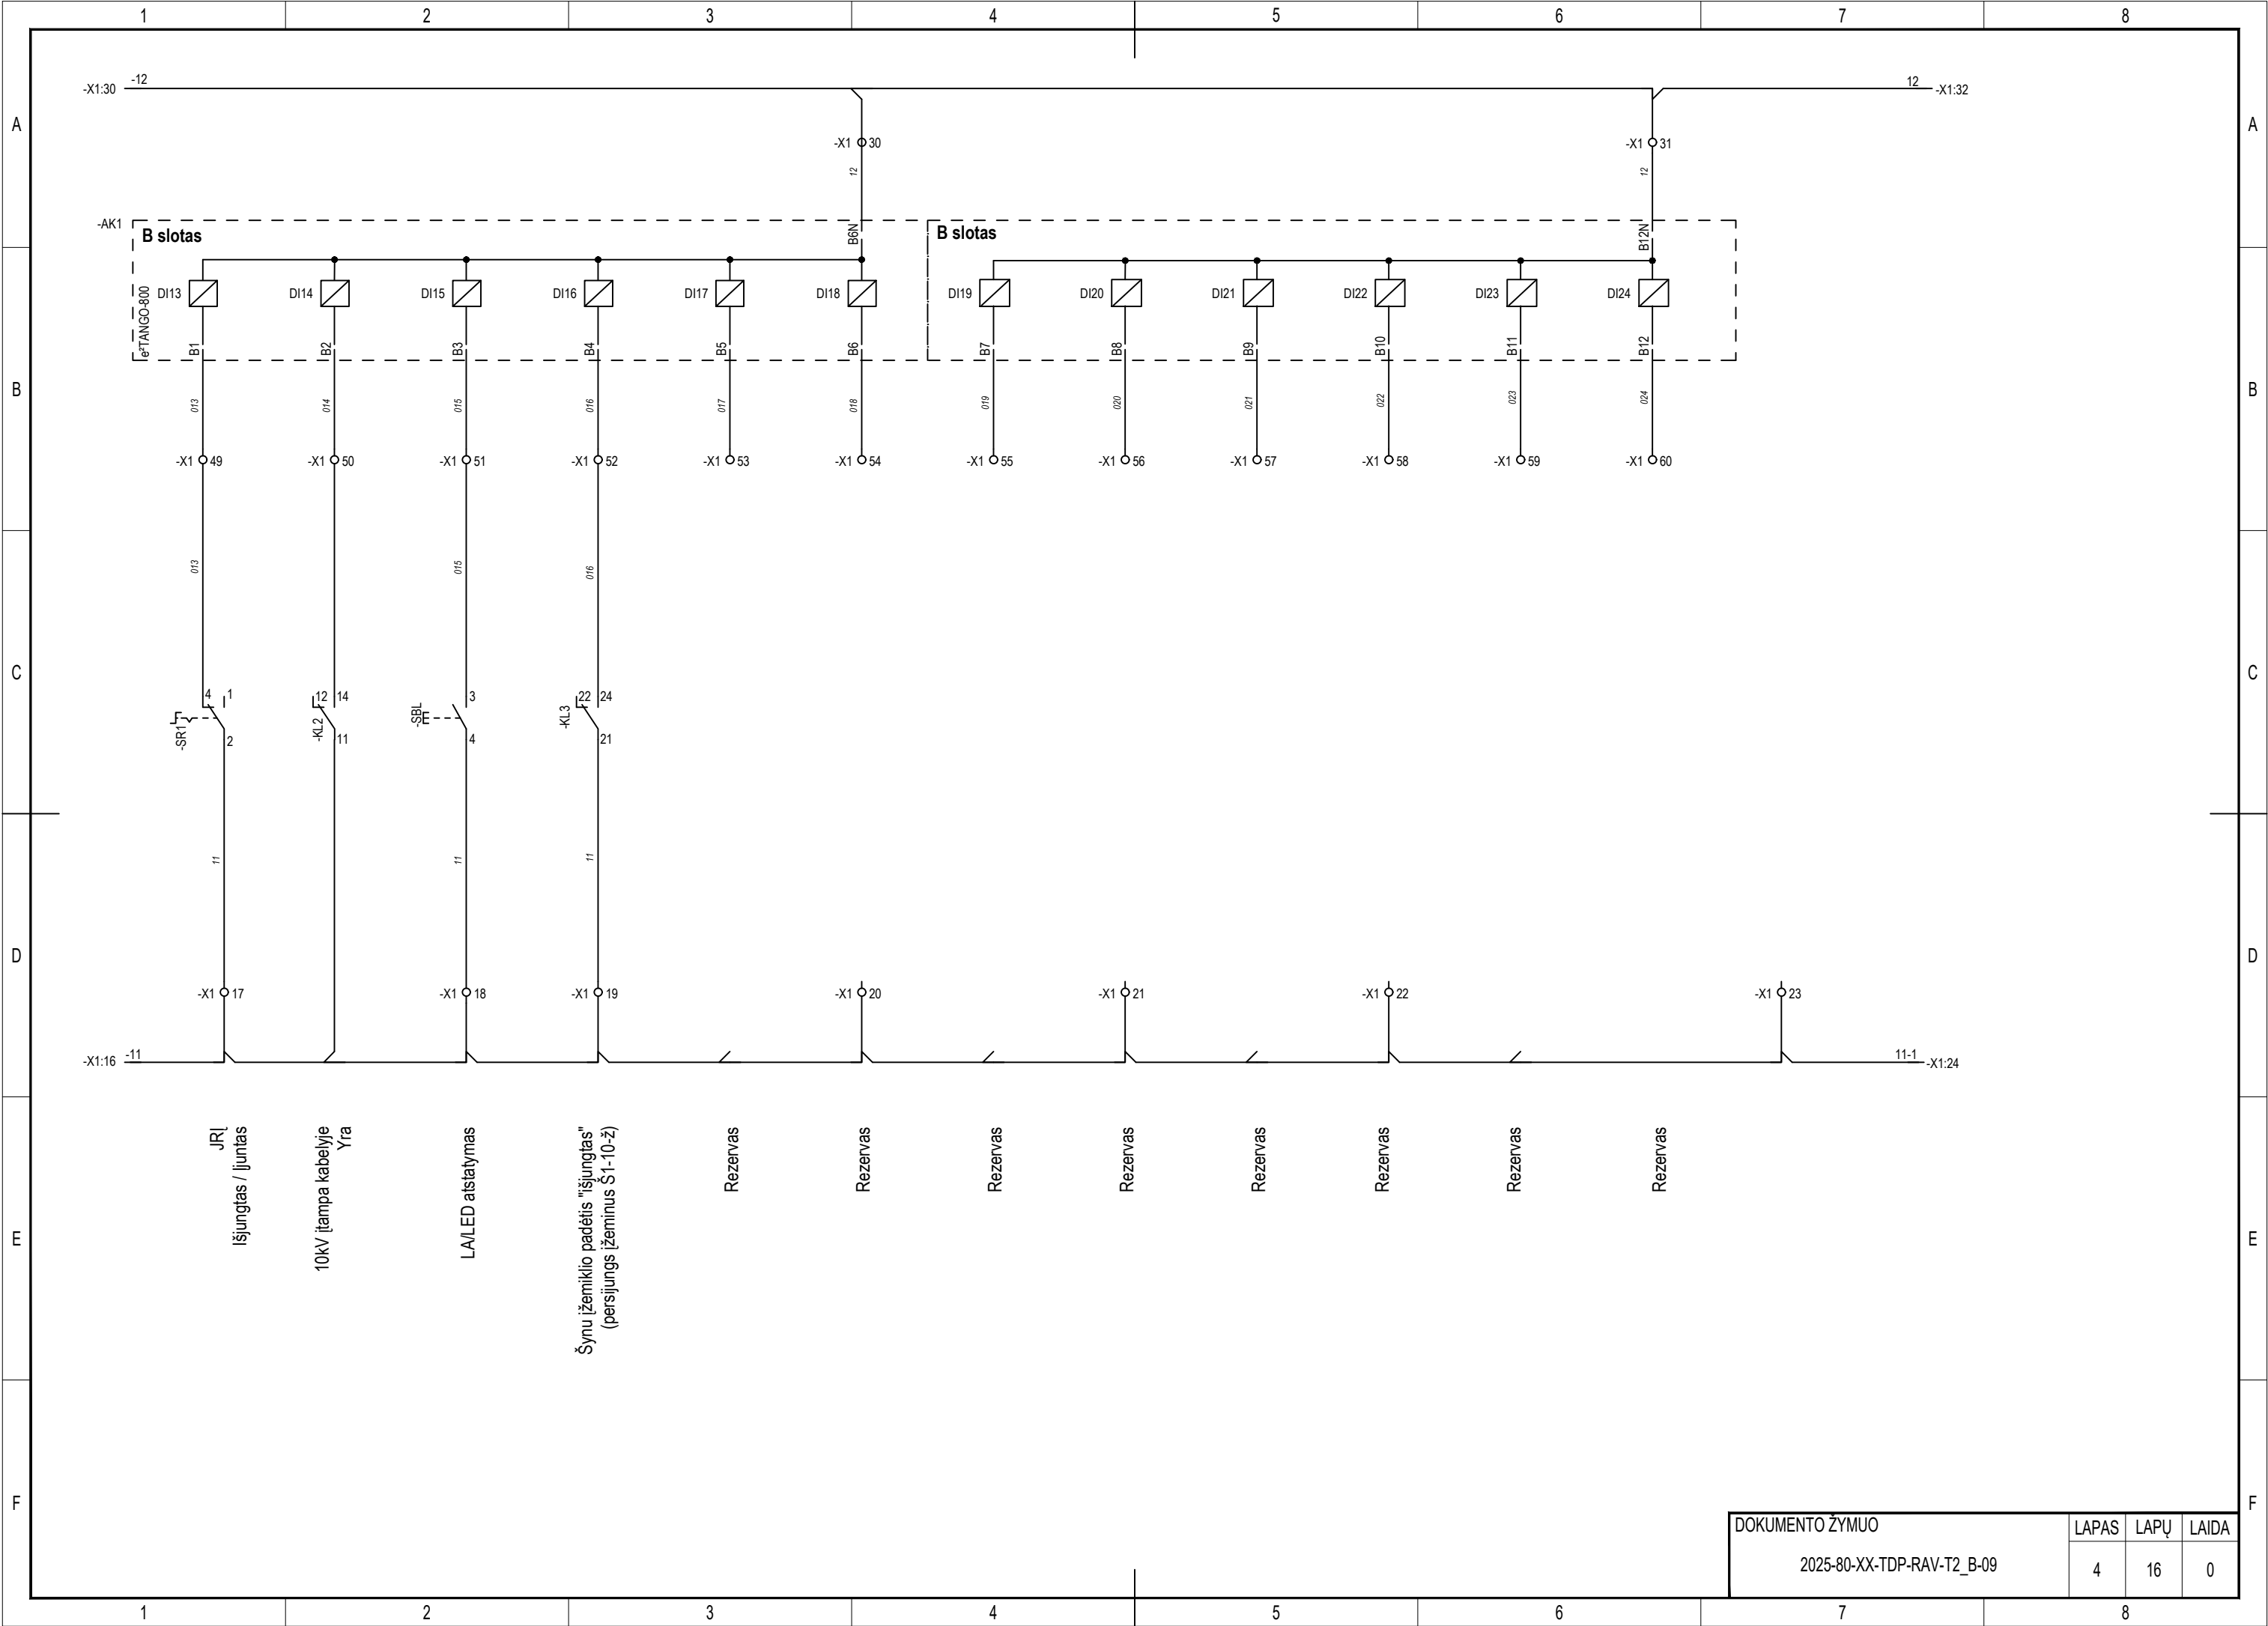 1 2 3 4 5 6 7 8
A A
-X1:30 -12 12 -X1:32
-X1 30 -X1 31
12 12
-AK1 B slotas B6N B slotas B12N
e²TANGO-800
DI13 DI14 DI15 DI16 DI17 DI18 DI19 DI20 DI21 DI22 DI23 DI24
B1 B2 B3 B4 B5 B6 B7 B8 B9 B10 B11 B12
B B
013 014 015 016 017 018 019 020 021 022 023 024
-X1 49 -X1 50 -X1 51 -X1 52 -X1 53 -X1 54 -X1 55 -X1 56 -X1 57 -X1 58 -X1 59 -X1 60
013 015 016
C C
4 1 12 14 3 22 24
-SR1 -KL2 -SBL -KL3
2 11 4 21
11 11 11
D D
-X1 17 -X1 18 -X1 19 -X1 20 -X1 21 -X1 22 -X1 23
-X1:16 -11 11-1 -X1:24
JRĮ
Išjungtas / Įjuntas
10kV įtampa kabelyje
Yra
LA/LED atstatymas
Šynu įžemiklio padėtis "išjungtas"
(persijungs įžeminus Š1-10-ž)
Rezervas
Rezervas
Rezervas
Rezervas
Rezervas
Rezervas
Rezervas
Rezervas
E E
F F
DOKUMENTO ŽYMUO LAPAS LAPŲ LAIDA
2025-80-XX-TDP-RAV-T2_B-09 4 16 0
1 2 3 4 5 6 7 8